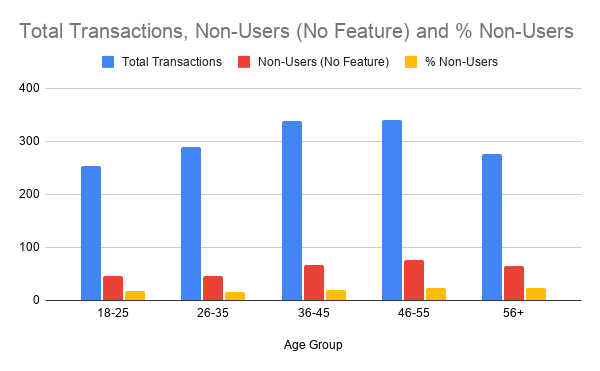 Total Transactions, Non-Users (No Feature) and % Non-Users
Total Transactions Non-Users (No Feature) % Non-Users
400
300
200
100
0
18-25 26-35 36-45 46-55 56+
Age Group